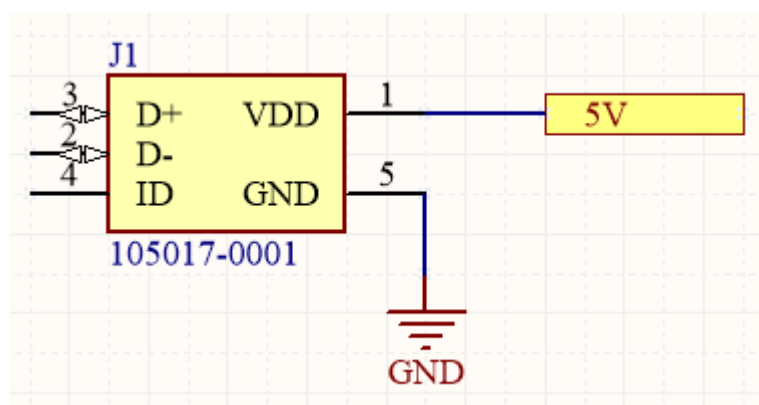 J1
3 D+ VDD 1 5V
2 D-
4 ID GND 5
105017-0001
GND